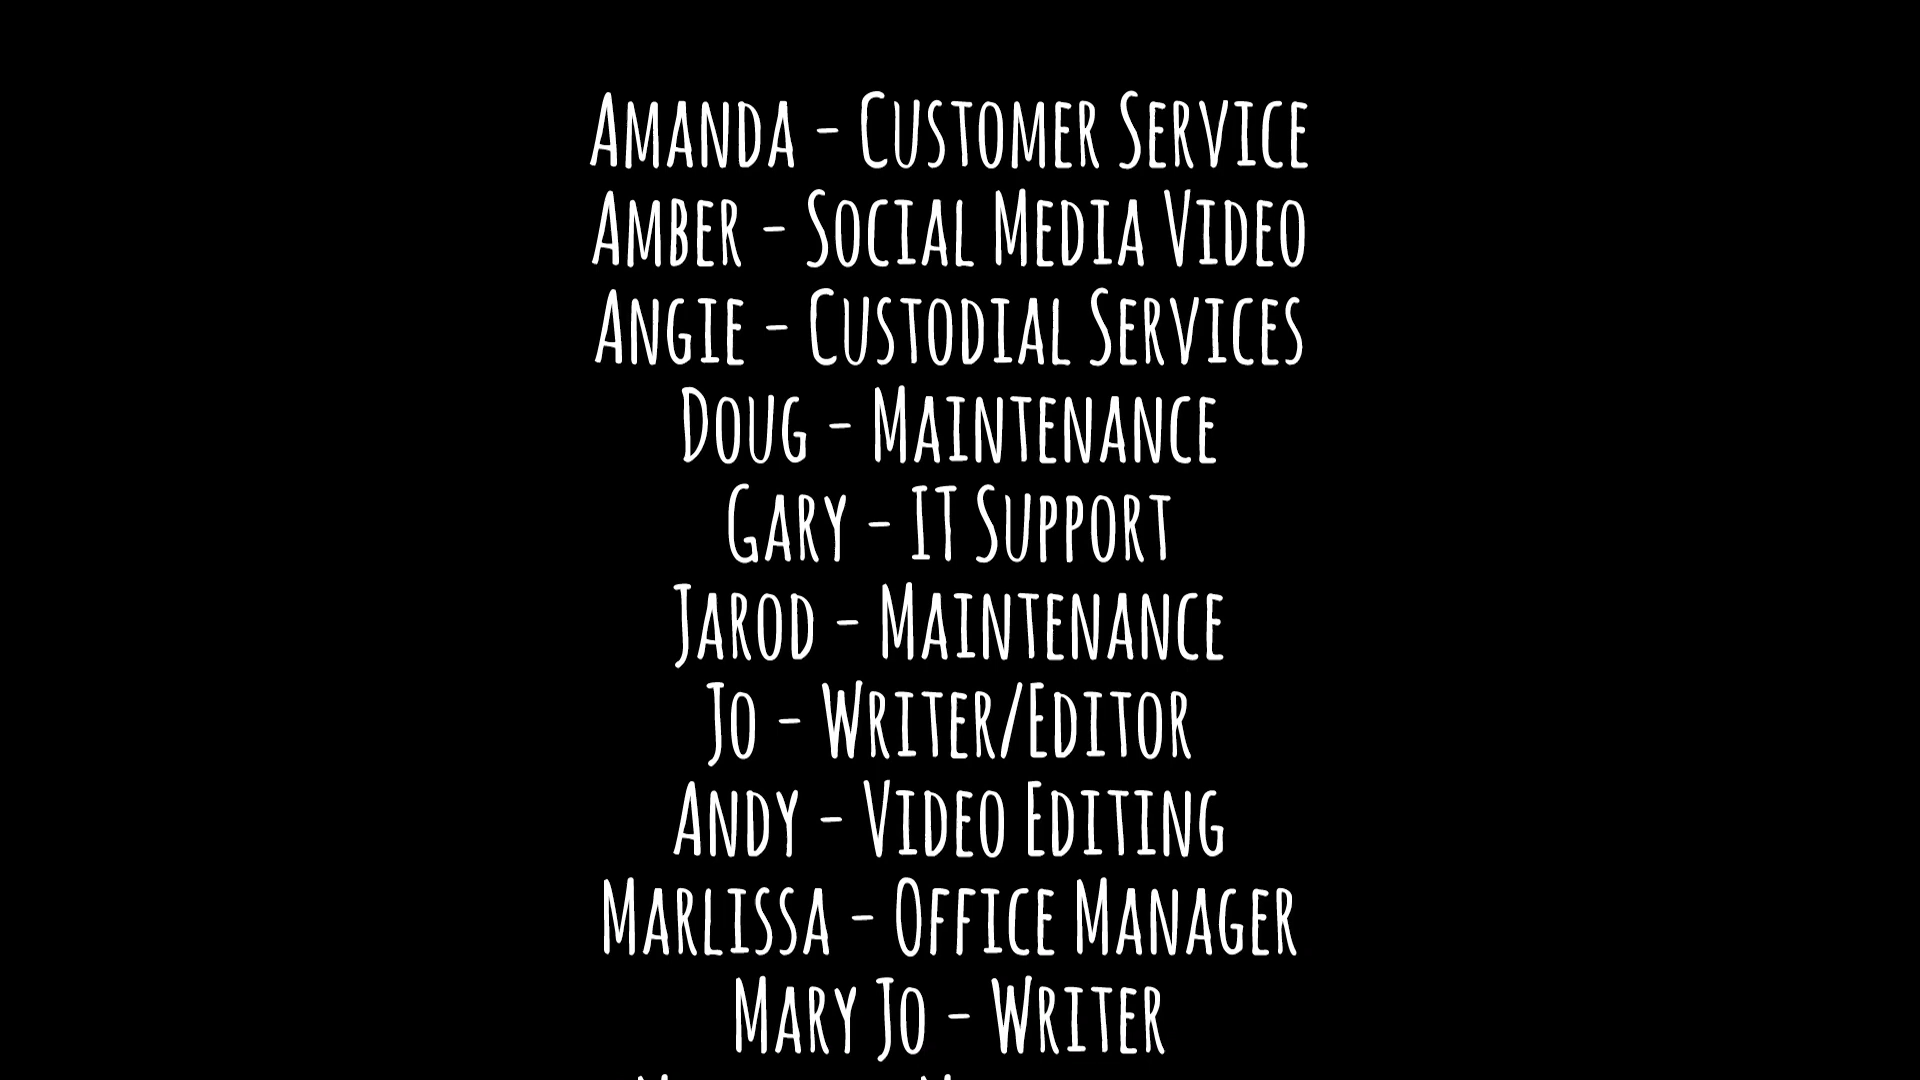 Amanda - Customer Service
Amber - Social Media Video
Angie - Custodial Services
Doug - Maintenance
Gary - IT Support
Jarod - Maintenance
Jo - Writer/Editor
Andy - Video Editing
Marlissa - Office Manager
Mary Jo - Writer